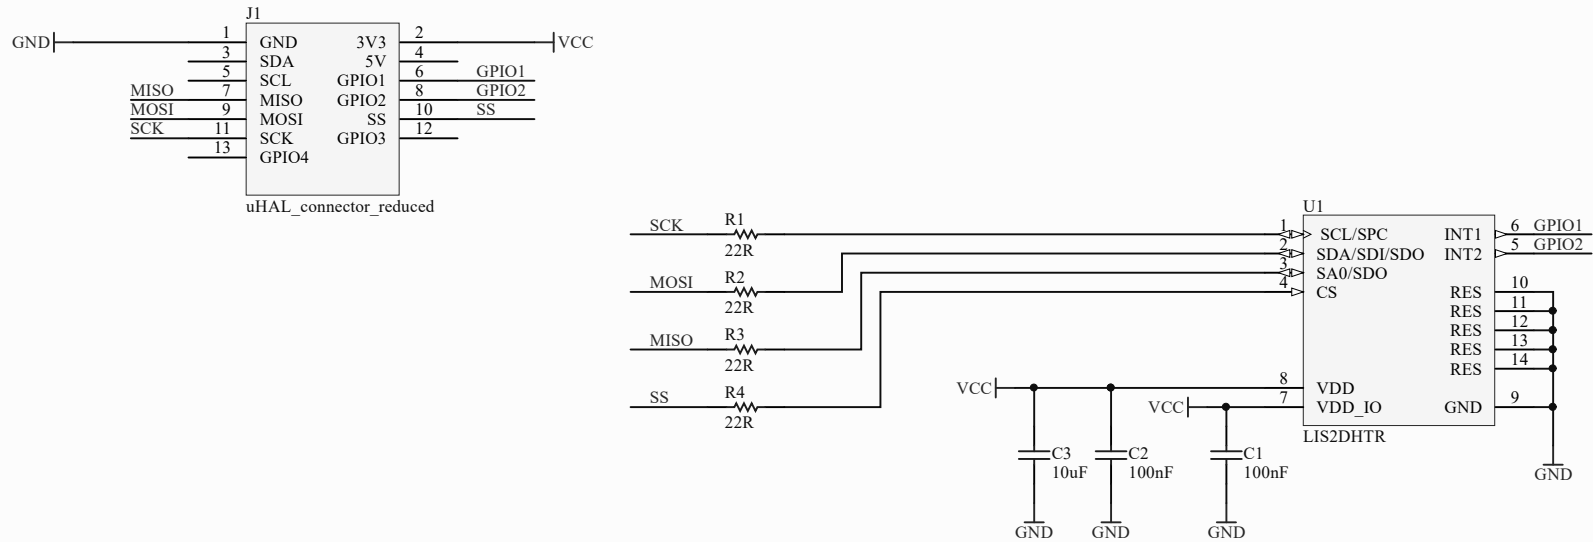 J1
GND 1 GND 3V3 2 VCC
3 SDA 5V 4
5 SCL GPIO1 6 GPIO1
MISO 7 MISO GPIO2 8 GPIO2
MOSI 9 MOSI SS 10 SS
SCK 11 SCK GPIO3 12
13 GPIO4
uHAL_connector_reduced
U1
SCK R1 1 SCL/SPC INT1 6 GPIO1
22R 2 SDA/SDI/SDO INT2 5 GPIO2
3 SA0/SDO
MOSI R2 4 CS RES 10
22R RES 11
RES 12
MISO R3 RES 13
22R RES 14
VCC 8 VDD
SS R4 VCC 7 VDD_IO GND 9
22R
LIS2DHTR
C3 C2 C1
10uF 100nF 100nF
GND
GND GND GND